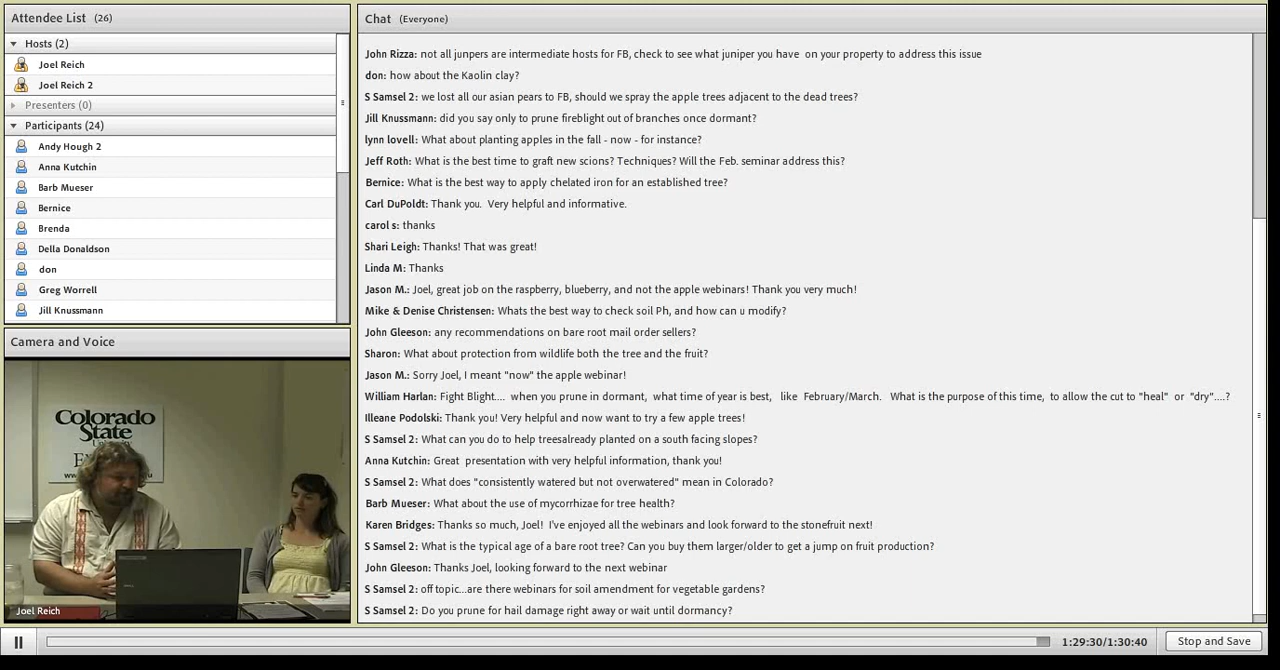 Attendee List (26)
Hosts (2)
Joel Reich
Joel Reich 2
Presenters (0)
Participants (24)
Andy Hough 2
Anna Kutchin
Barb Mueser
Bernice
Brenda
Della Donaldson
don
Greg Worrell
Jill Knussmann
Camera and Voice
Colorado
State
Joel Reich
Chat (Everyone)
John Rizza: not all junpers are intermediate hosts for FB, check to see what juniper you have on your property to address this issue
don: how about the Kaolin clay?
S Samsel 2: we lost all our asian pears to FB, should we spray the apple trees adjacent to the dead trees?
Jill Knussmann: did you say only to prune fireblight out of branches once dormant?
lynn lovell: What about planting apples in the fall - now - for instance?
Jeff Roth: What is the best time to graft new scions? Techniques? Will the Feb. seminar address this?
Bernice: What is the best way to apply chelated iron for an established tree?
Carl DuPoldt: Thank you. Very helpful and informative.
carol s: thanks
Shari Leigh: Thanks! That was great!
Linda M: Thanks
Jason M.: Joel, great job on the raspberry, blueberry, and not the apple webinars! Thank you very much!
Mike & Denise Christensen: Whats the best way to check soil Ph, and how can u modify?
John Gleeson: any recommendations on bare root mail order sellers?
Sharon: What about protection from wildlife both the tree and the fruit?
Jason M.: Sorry Joel, I meant "now" the apple webinar!
William Harlan: Fight Blight.... when you prune in dormant, what time of year is best, like February/March. What is the purpose of this time, to allow the cut to "heal" or "dry"....?
Illeane Podolski: Thank you! Very helpful and now want to try a few apple trees!
S Samsel 2: What can you do to help treesalready planted on a south facing slopes?
Anna Kutchin: Great presentation with very helpful information, thank you!
S Samsel 2: What does "consistently watered but not overwatered" mean in Colorado?
Barb Mueser: What about the use of mycorrhizae for tree health?
Karen Bridges: Thanks so much, Joel! I've enjoyed all the webinars and look forward to the stonefruit next!
S Samsel 2: What is the typical age of a bare root tree? Can you buy them larger/older to get a jump on fruit production?
John Gleeson: Thanks Joel, looking forward to the next webinar
S Samsel 2: off topic...are there webinars for soil amendment for vegetable gardens?
S Samsel 2: Do you prune for hail damage right away or wait until dormancy?
1:29:30/1:30:40
Stop and Save